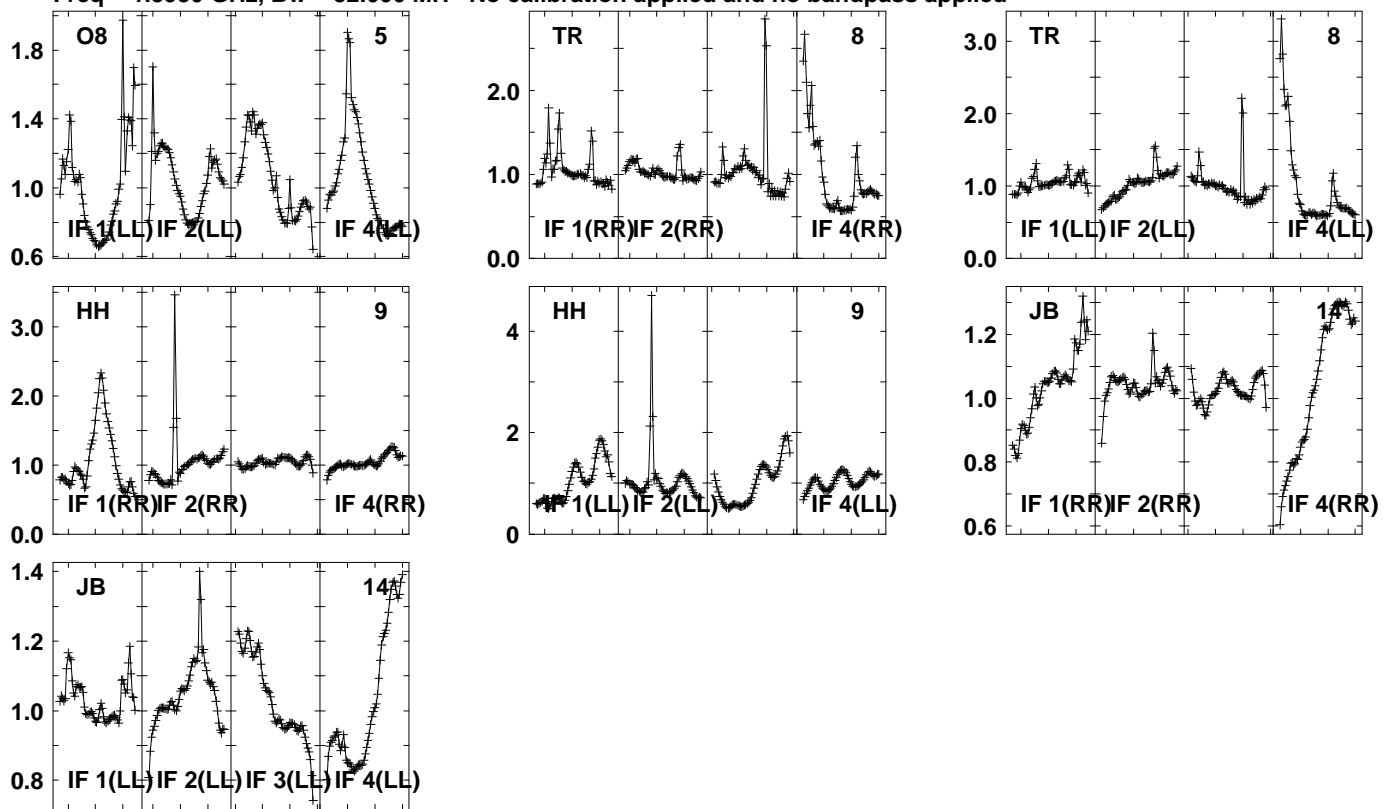 No calibration applied and no bandpass applied
O8 5
1.8
1.4
1.0
0.6
IF 1(LL) IF 2(LL) IF 4(LL)
TR 8
2.0
1.0
0.0
IF 1(RR) IF 2(RR) IF 4(RR)
TR 8
3.0
2.0
1.0
0.0
IF 1(LL) IF 2(LL) IF 4(LL)
HH 9
3.0
2.0
1.0
0.0
IF 1(RR) IF 2(RR) IF 4(RR)
HH 9
4
2
0
IF 1(LL) IF 2(LL) IF 4(LL)
JB 14
1.2
1.0
0.8
0.6
IF 1(RR) IF 2(RR) IF 4(RR)
JB 14
1.4
1.2
1.0
0.8
IF 1(LL) IF 2(LL) IF 3(LL) IF 4(LL)